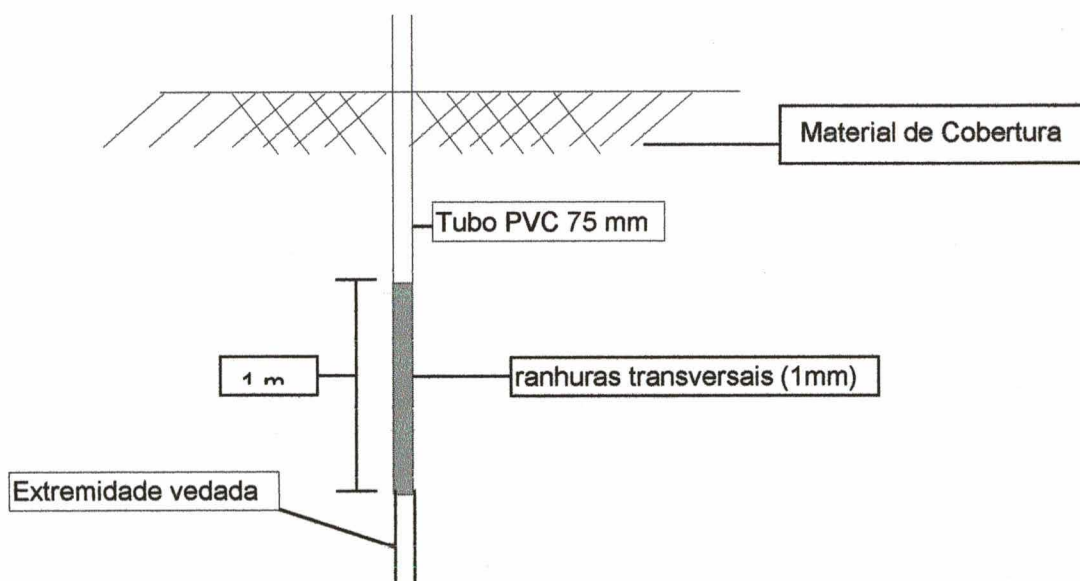 Material de Cobertura
Tubo PVC 75 mm
1 m
ranhuras transversais (1mm)
Extremidade vedada